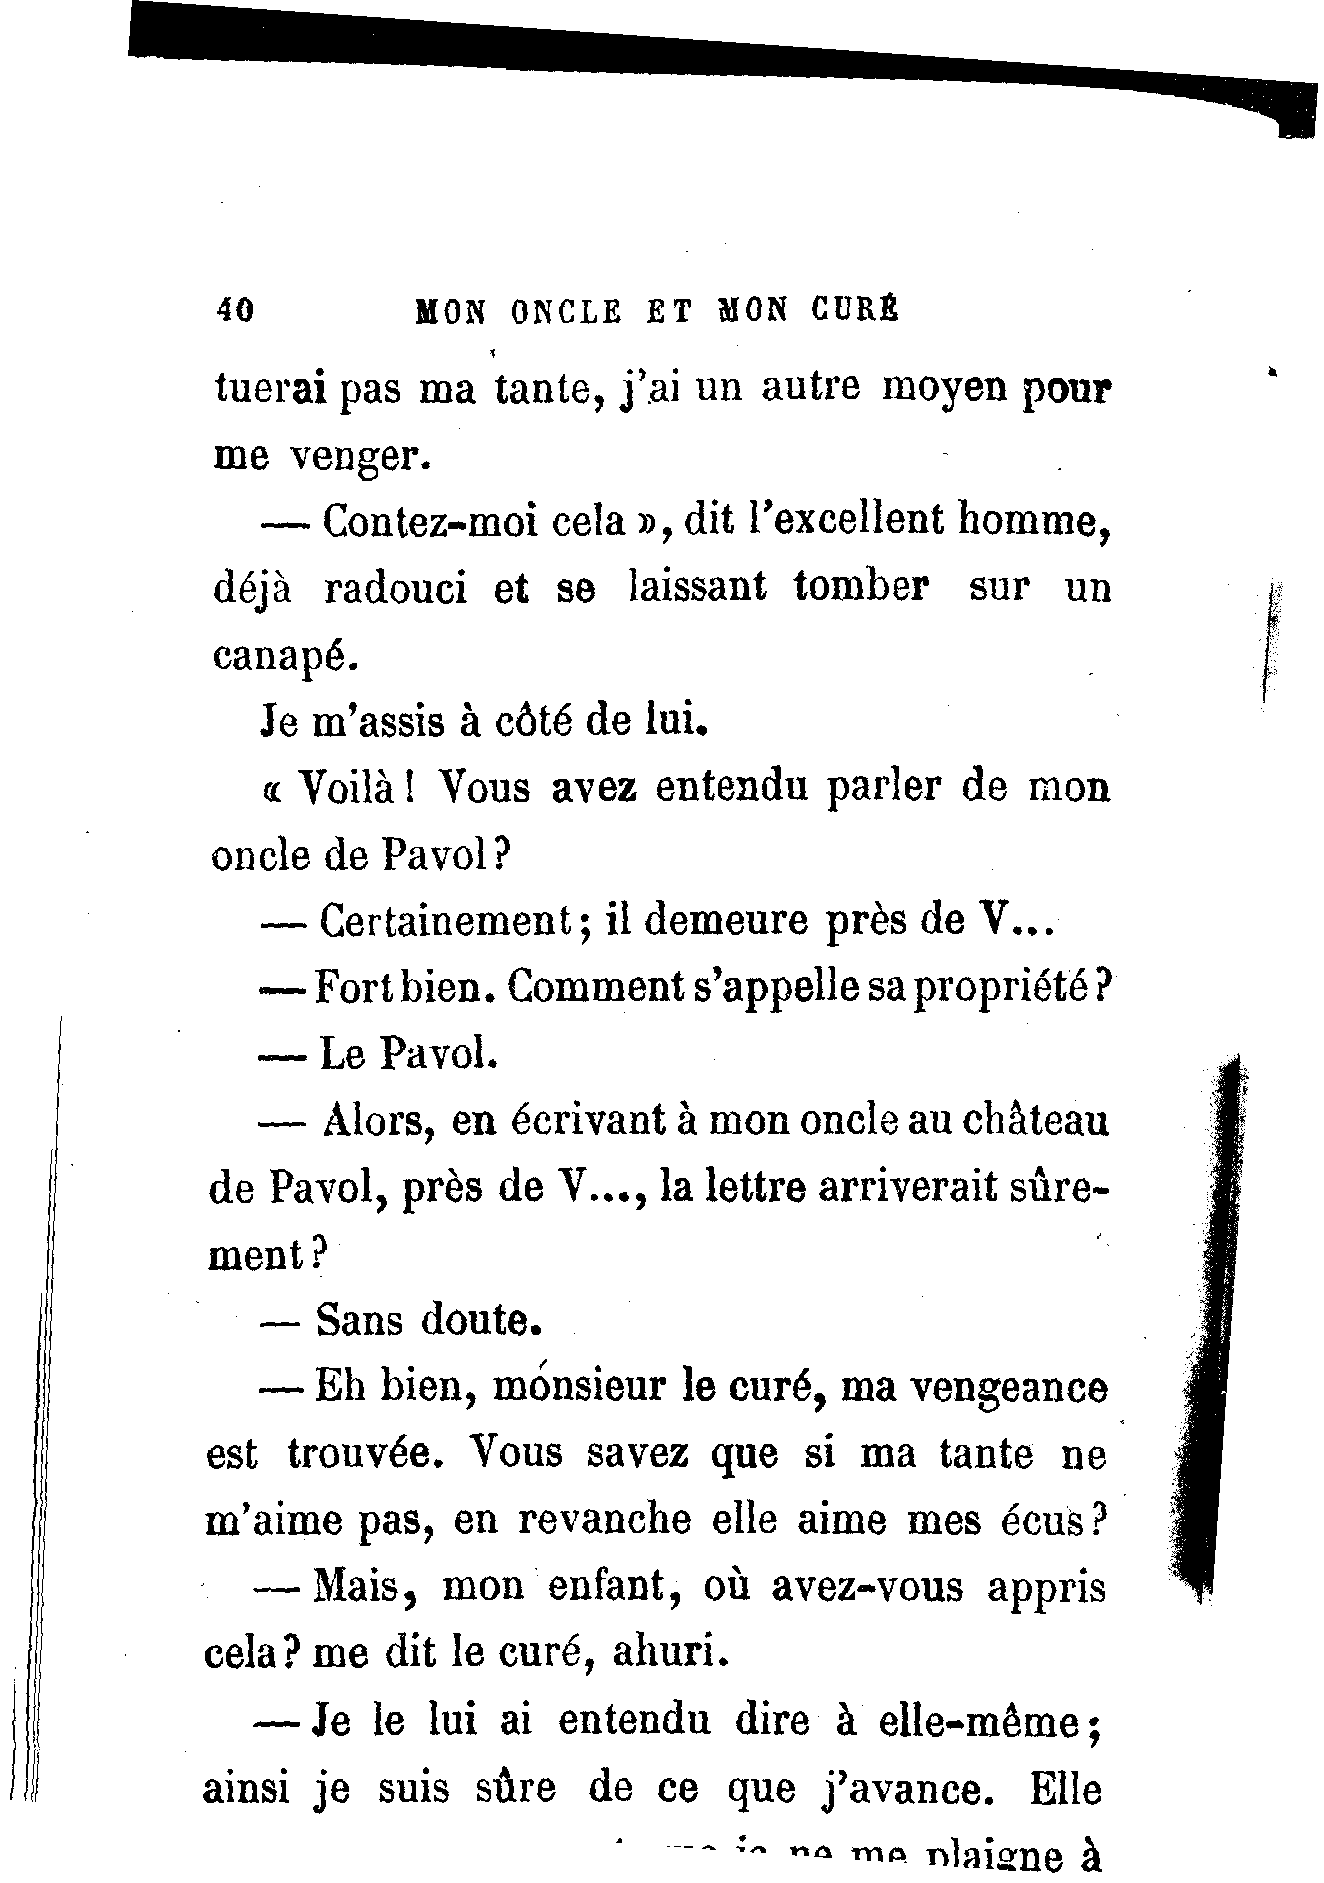 40 MON ONCLE ET MON CURÉ
tuerai pas ma tante, j'ai un autre moyen pour
me venger.
— Contez-moi cela », dit l'excellent homme,
déjà radouci et se laissant tomber sur un
canapé.
Je m'assis à côté de lui.
« Voilà ! Vous avez entendu parler de mon
oncle de Pavol ?
— Certainement ; il demeure près de V...
— Fort bien. Comment s'appelle sa propriété ?
— Le Pavol.
— Alors, en écrivant à mon oncle au château
de Pavol, près de V..., la lettre arriverait sûre-
ment ?
— Sans doute.
— Eh bien, monsieur le curé, ma vengeance
est trouvée. Vous savez que si ma tante ne
m'aime pas, en revanche elle aime mes écus ?
— Mais, mon enfant, où avez-vous appris
cela ? me dit le curé, ahuri.
— Je le lui ai entendu dire à elle-même ;
ainsi je suis sûre de ce que j'avance. Elle
ne me plaigne à